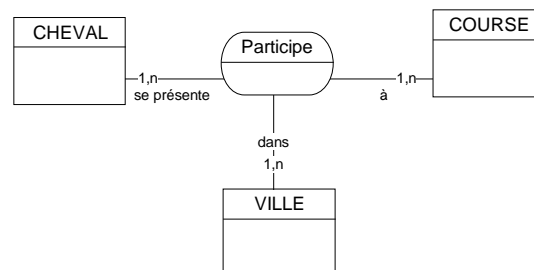 CHEVAL
Participe
COURSE
1,n
1,n
se présente
à
dans
1,n
VILLE